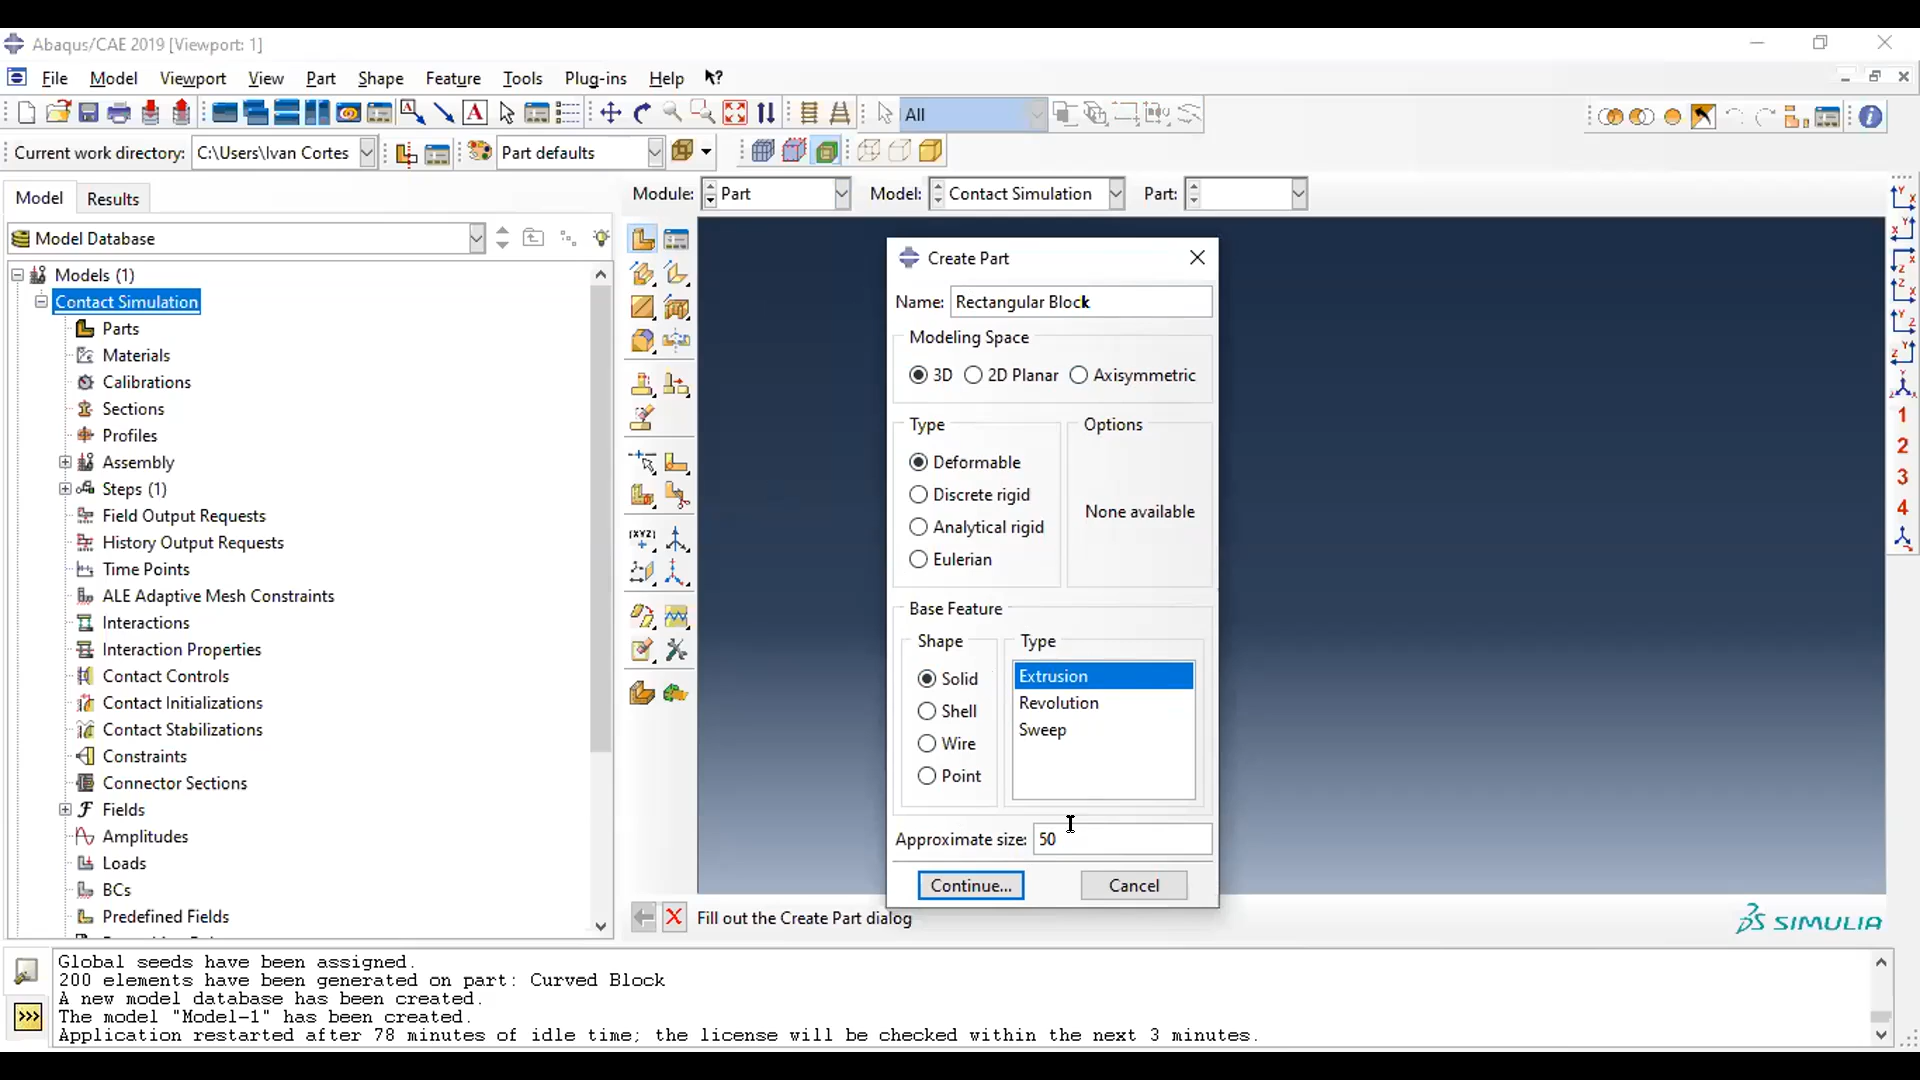 Abaqus/CAE 2019 [Viewport: 1]
File Model Viewport View Part Shape Feature Tools Plug-ins Help
All
Current work directory: C:\Users\Ivan Cortes Part defaults
Model Results Module: Part Model: Contact Simulation Part:
Model Database
Models (1)
Contact Simulation
Parts
Materials
Calibrations
Sections
Profiles
Assembly
Steps (1)
Field Output Requests
History Output Requests
Time Points
ALE Adaptive Mesh Constraints
Interactions
Interaction Properties
Contact Controls
Contact Initializations
Contact Stabilizations
Constraints
Connector Sections
Fields
Amplitudes
Loads
BCs
Predefined Fields
Create Part
Name: Rectangular Block
Modeling Space
3D 2D Planar Axisymmetric
Type Options
Deformable
Discrete rigid
Analytical rigid
Eulerian
None available
Base Feature
Shape Type
Solid
Shell
Wire
Point
Extrusion
Revolution
Sweep
Approximate size: 50
Continue... Cancel
Fill out the Create Part dialog
SIMULIA
1
2
3
4
Global seeds have been assigned.
200 elements have been generated on part: Curved Block
A new model database has been created.
The model "Model-1" has been created.
Application restarted after 78 minutes of idle time; the license will be checked within the next 3 minutes.